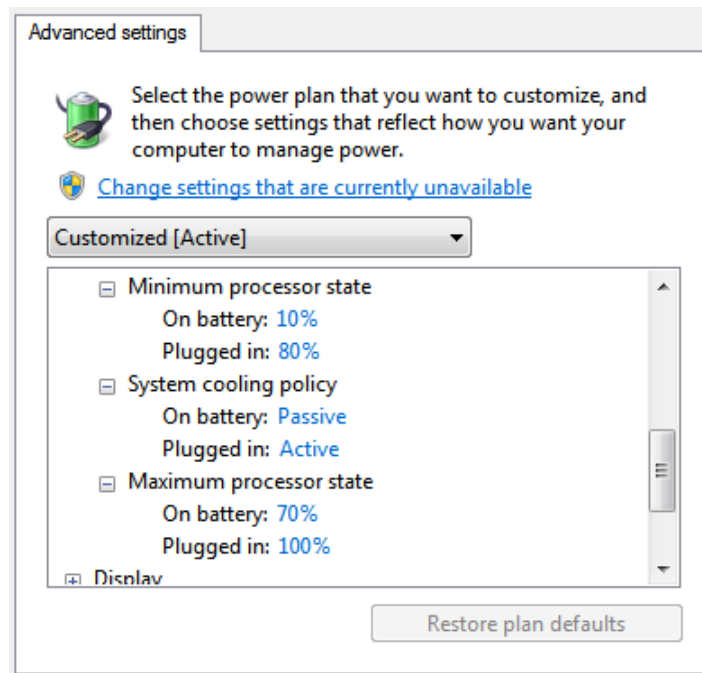 Advanced settings
Select the power plan that you want to customize, and
then choose settings that reflect how you want your
computer to manage power.
Change settings that are currently unavailable
Customized [Active]
Minimum processor state
On battery: 10%
Plugged in: 80%
System cooling policy
On battery: Passive
Plugged in: Active
Maximum processor state
On battery: 70%
Plugged in: 100%
Display
Restore plan defaults